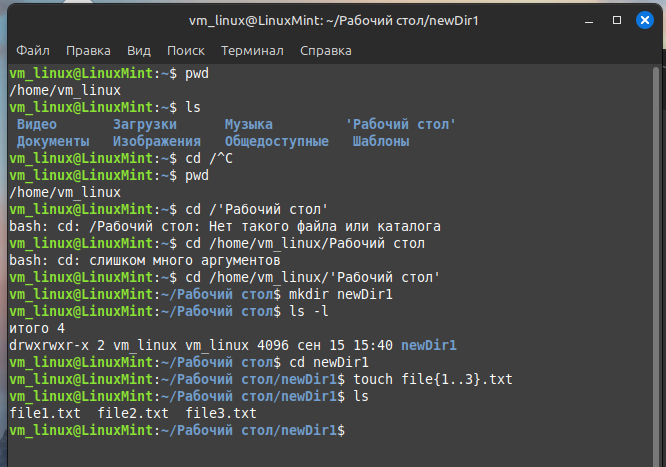 vm_linux@LinuxMint: ~/Рабочий стол/newDir1
Файл Правка Вид Поиск Терминал Справка
vm_linux@LinuxMint:~$ pwd
/home/vm_linux
vm_linux@LinuxMint:~$ ls
Видео Загрузки Музыка 'Рабочий стол'
Документы Изображения Общедоступные Шаблоны
vm_linux@LinuxMint:~$ cd /^C
vm_linux@LinuxMint:~$ pwd
/home/vm_linux
vm_linux@LinuxMint:~$ cd /'Рабочий стол'
bash: cd: /Рабочий стол: Нет такого файла или каталога
vm_linux@LinuxMint:~$ cd /home/vm_linux/Рабочий стол
bash: cd: слишком много аргументов
vm_linux@LinuxMint:~$ cd /home/vm_linux/'Рабочий стол'
vm_linux@LinuxMint:~/Рабочий стол$ mkdir newDir1
vm_linux@LinuxMint:~/Рабочий стол$ ls -l
итого 4
drwxrwxr-x 2 vm_linux vm_linux 4096 сен 15 15:40 newDir1
vm_linux@LinuxMint:~/Рабочий стол$ cd newDir1
vm_linux@LinuxMint:~/Рабочий стол/newDir1$ touch file{1..3}.txt
vm_linux@LinuxMint:~/Рабочий стол/newDir1$ ls
file1.txt file2.txt file3.txt
vm_linux@LinuxMint:~/Рабочий стол/newDir1$